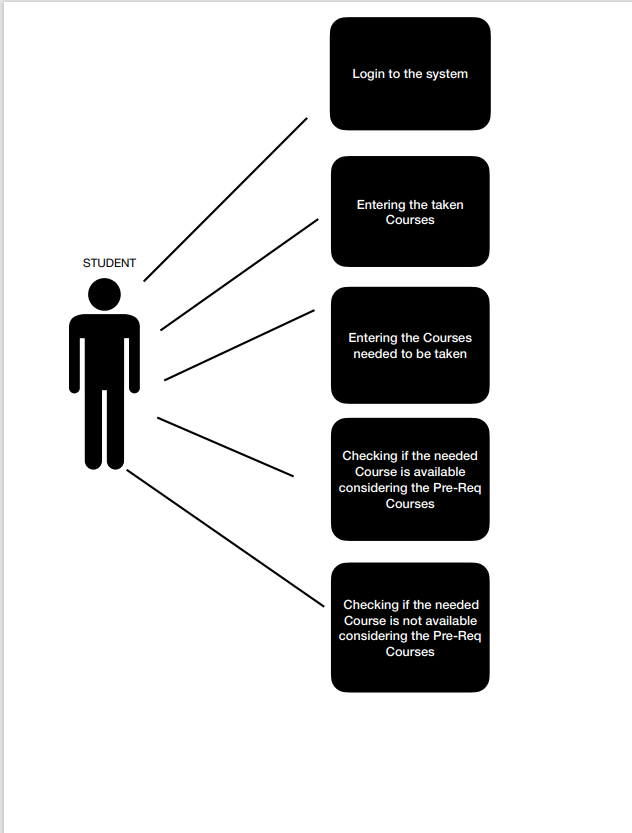 Login to the system
Entering the taken
Courses
STUDENT
Entering the Courses
needed to be taken
Checking if the needed
Course is available
considering the Pre-Req
Courses
Checking if the needed
Course is not available
considering the Pre-Req
Courses